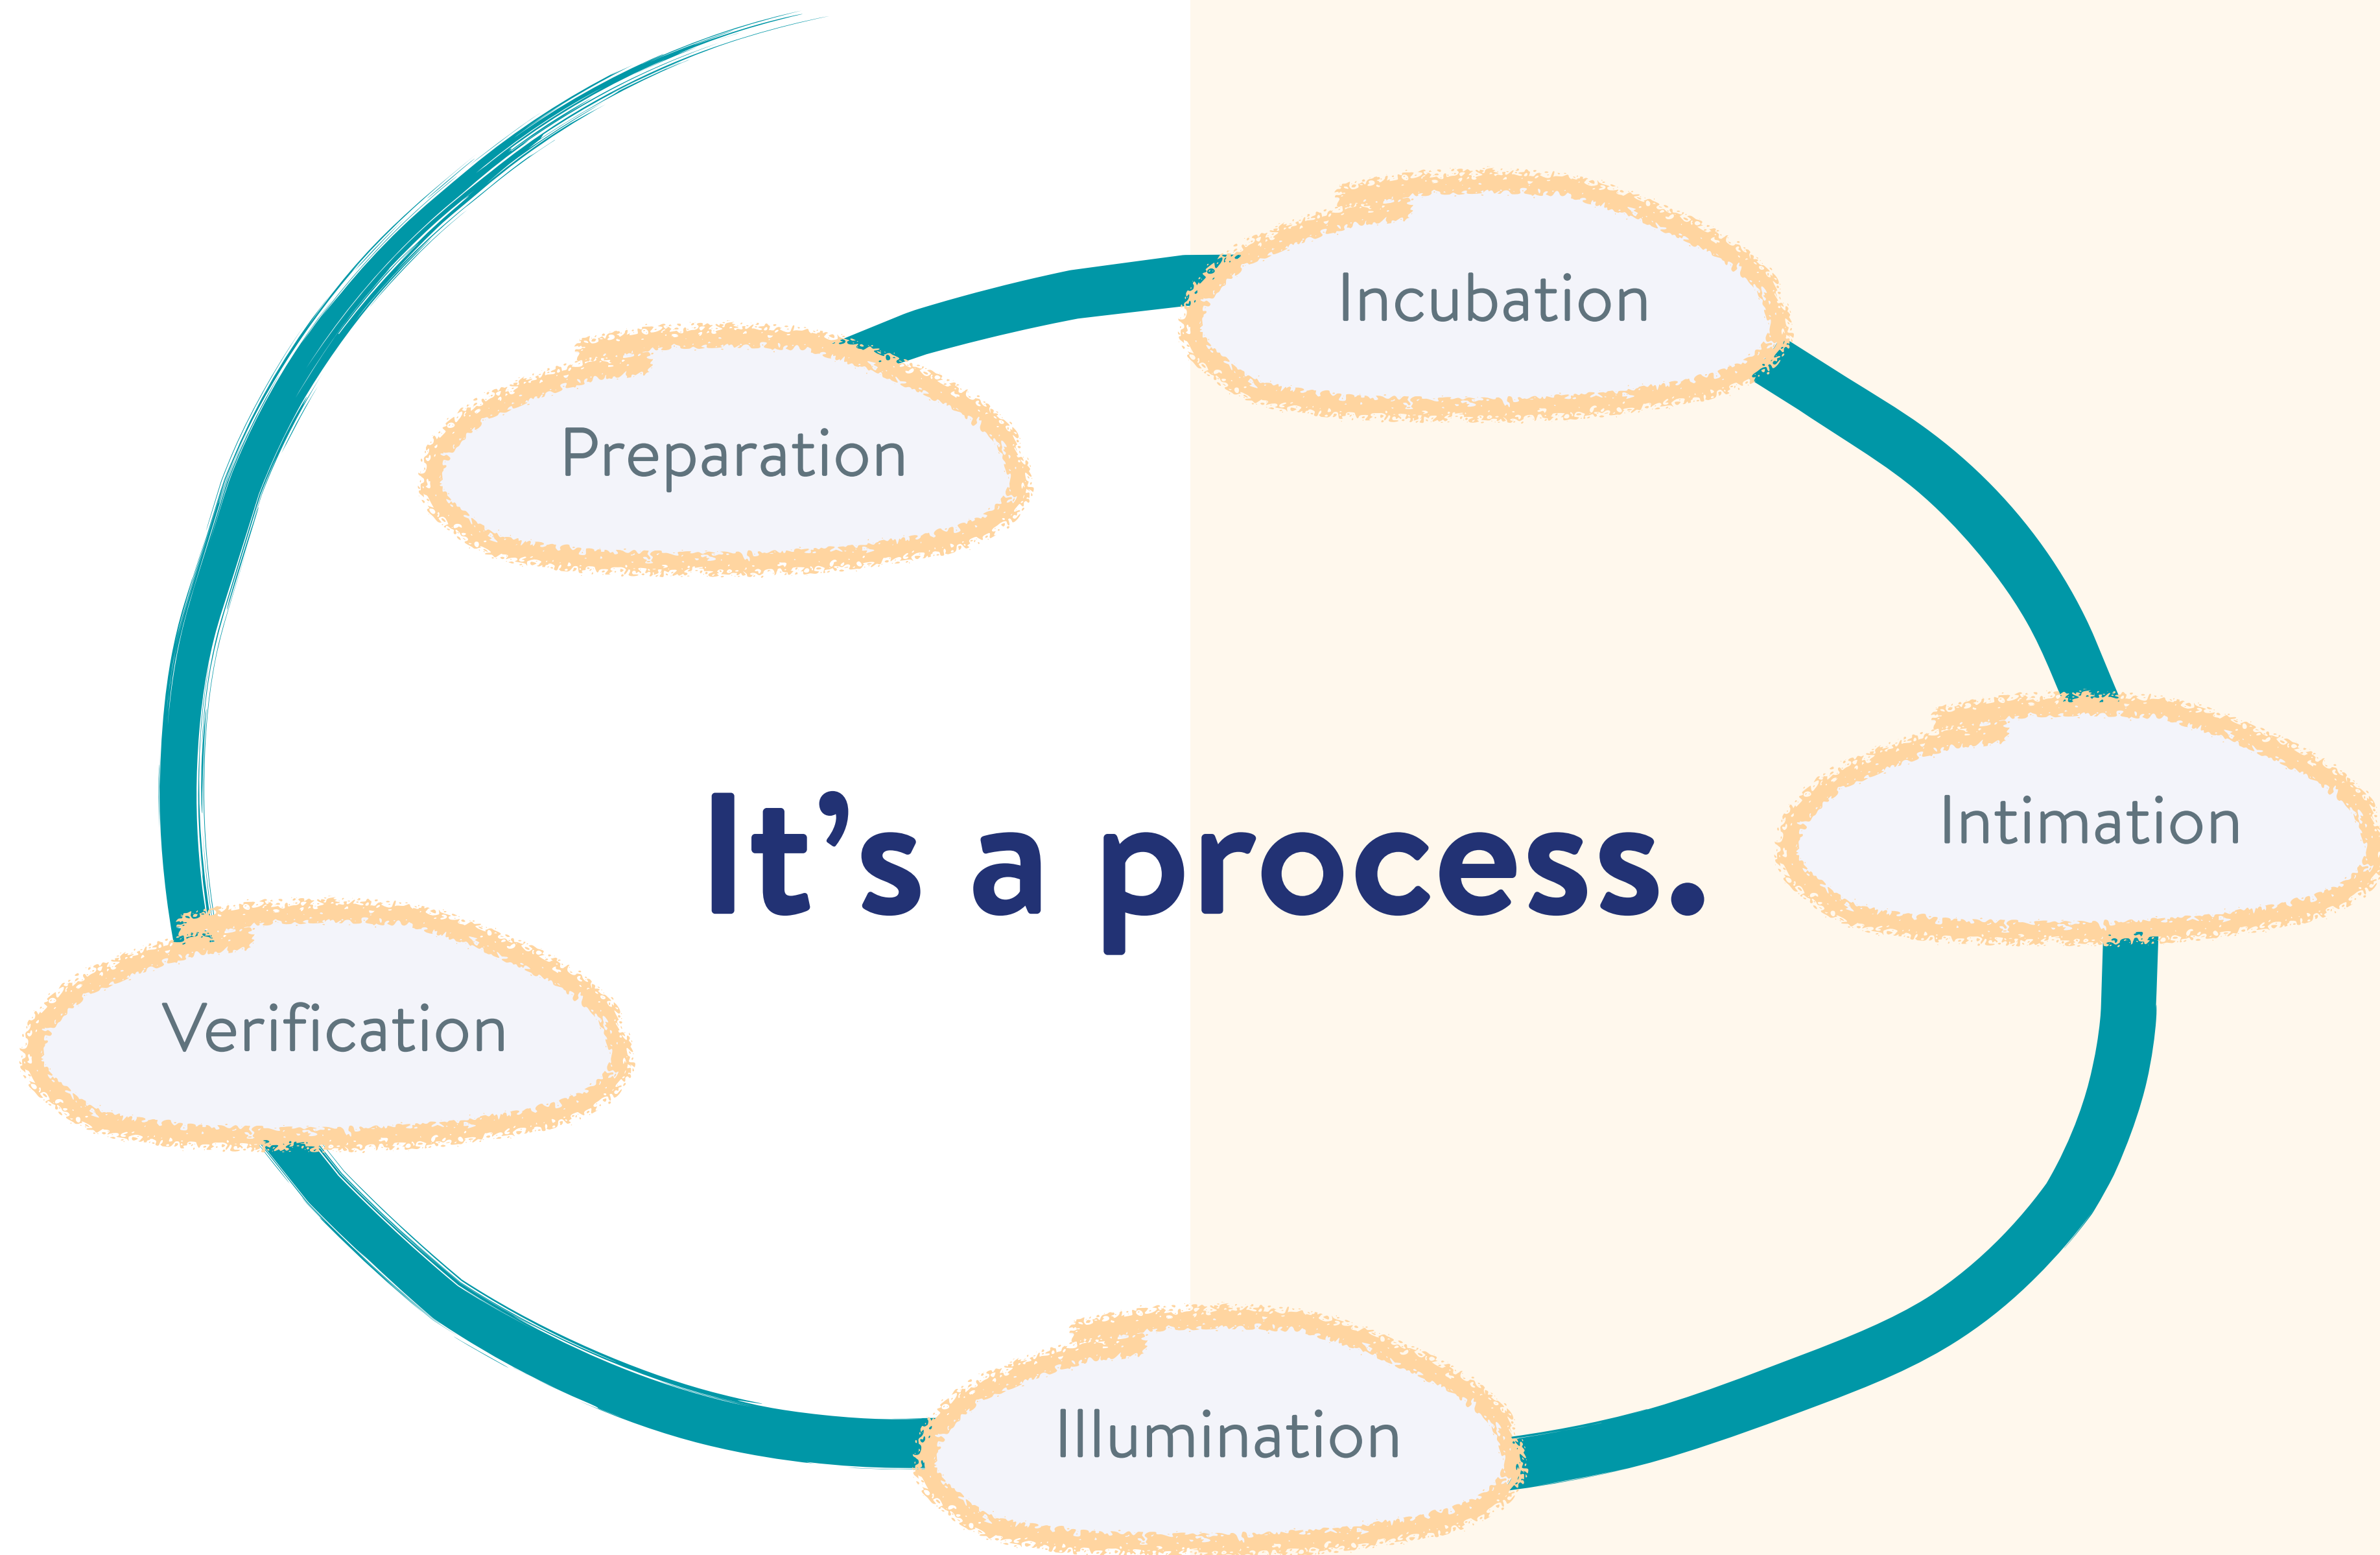 Incubation
Preparation
Intimation
It’s a process.
Verification
Illumination